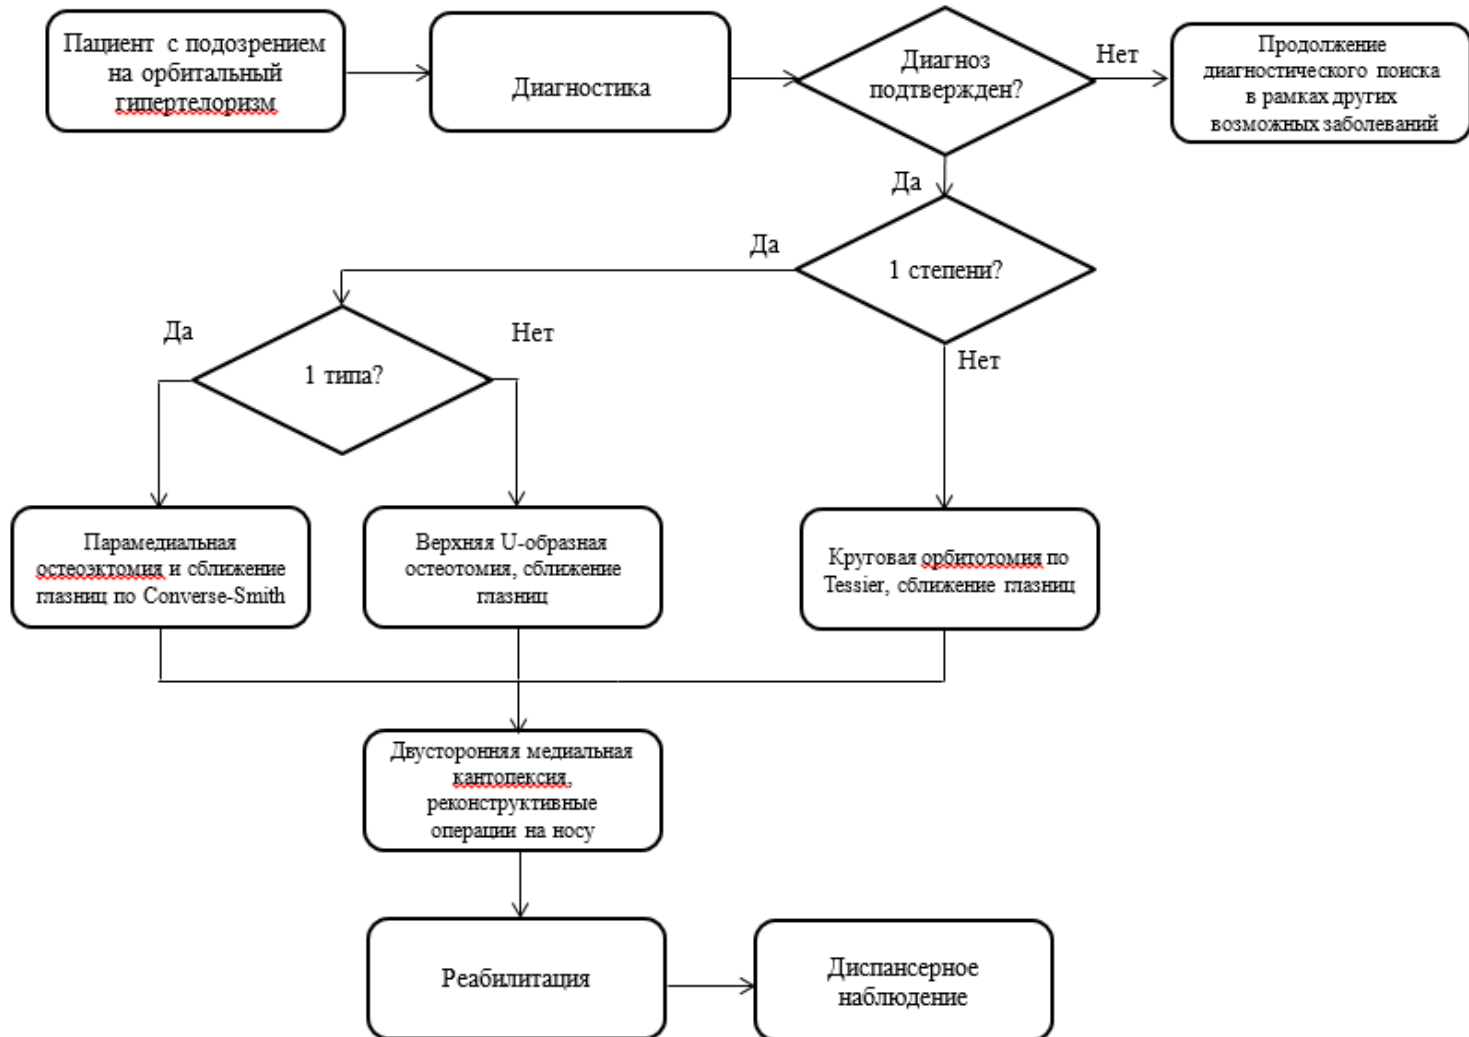 Пациент с подозрением
на орбитальный
гипертелоризм
Диагностика
Диагноз
подтвержден?
Нет
Продолжение
диагностического поиска
в рамках других
возможных заболеваний
Да
1 степени?
Да
Нет
1 типа?
Да
Нет
Парамедиальная
остеоэктомия и сближение
глазниц по Converse-Smith
Верхняя U-образная
остеотомия, сближение
глазниц
Круговая орбитотомия по
Tessier, сближение глазниц
Двусторонняя медиальная
кантопексия,
реконструктивные
операции на носу
Реабилитация
Диспансерное
наблюдение